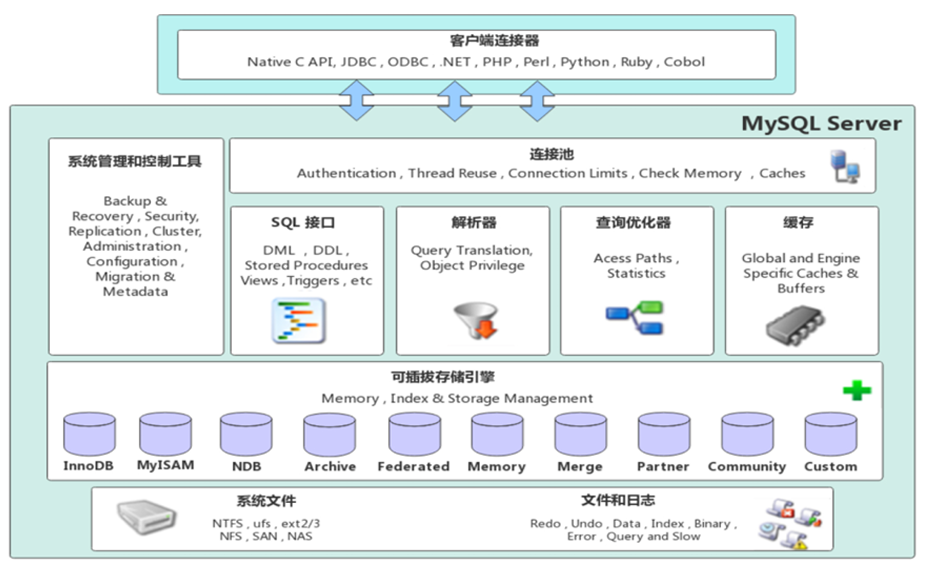 客户端连接器
Native C API, JDBC , ODBC , .NET , PHP , Perl , Python , Ruby , Cobol
MySQL Server
系统管理和控制工具
Backup &
Recovery , Security,
Replication , Cluster,
Administration ,
Configuration ,
Migration &
Metadata
连接池
Authentication , Thread Reuse , Connection Limits , Check Memory , Caches
SQL 接口
DML , DDL ,
Stored Procedures
Views ,Triggers , etc
解析器
Query Translation,
Object Privilege
查询优化器
Acess Paths ,
Statistics
缓存
Global and Engine
Specific Caches &
Buffers
可插拔存储引擎
Memory , Index & Storage Management
InnoDB
MyISAM
NDB
Archive
Federated
Memory
Merge
Partner
Community
Custom
系统文件
NTFS , ufs , ext2/3
NFS , SAN , NAS
文件和日志
Redo , Undo , Data , Index , Binary ,
Error , Query and Slow